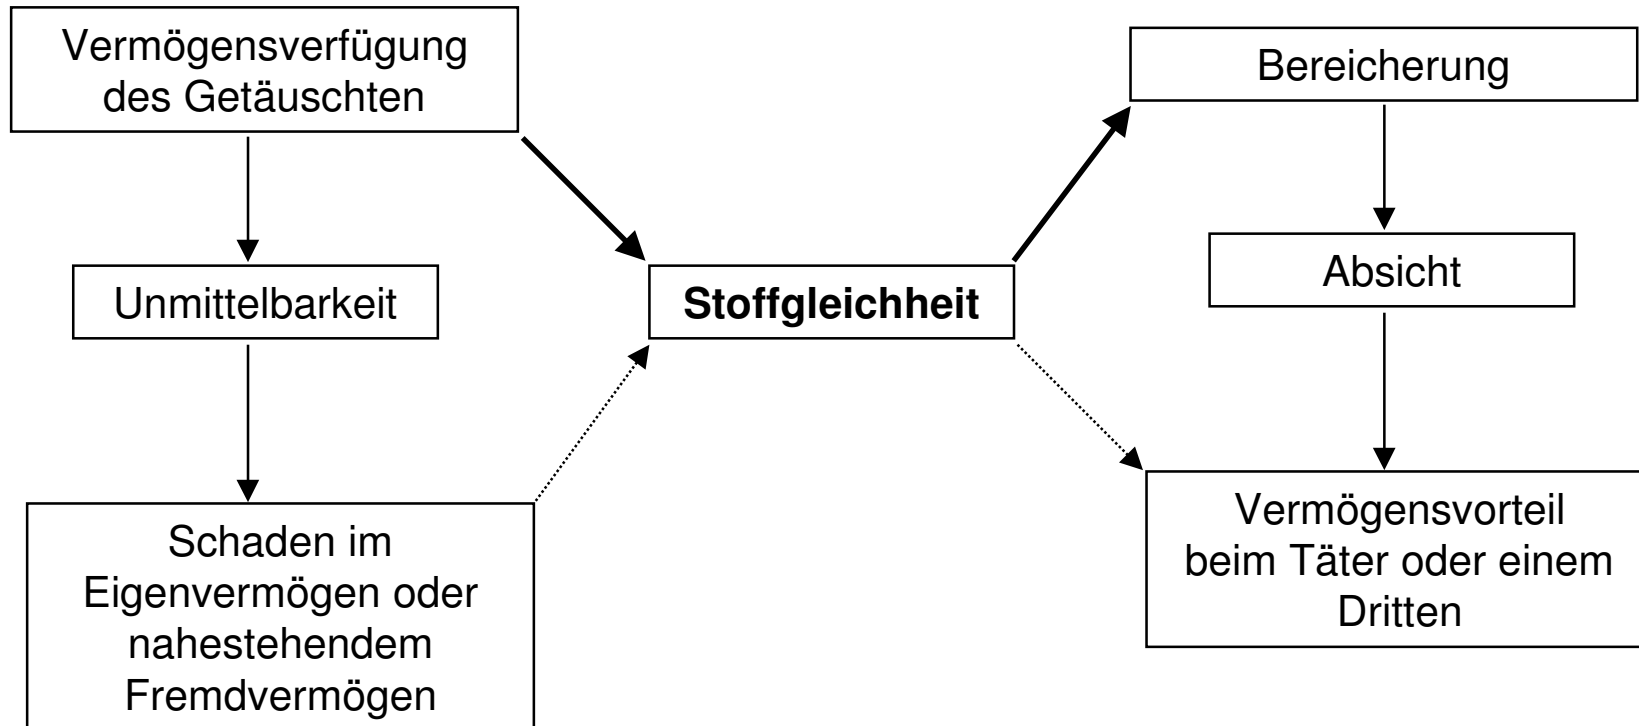 Vermögensverfügung
des Getäuschten
Bereicherung
Unmittelbarkeit
Stoffgleichheit
Absicht
Schaden im
Eigenvermögen oder
nahestehendem
Fremdvermögen
Vermögensvorteil
beim Täter oder einem
Dritten